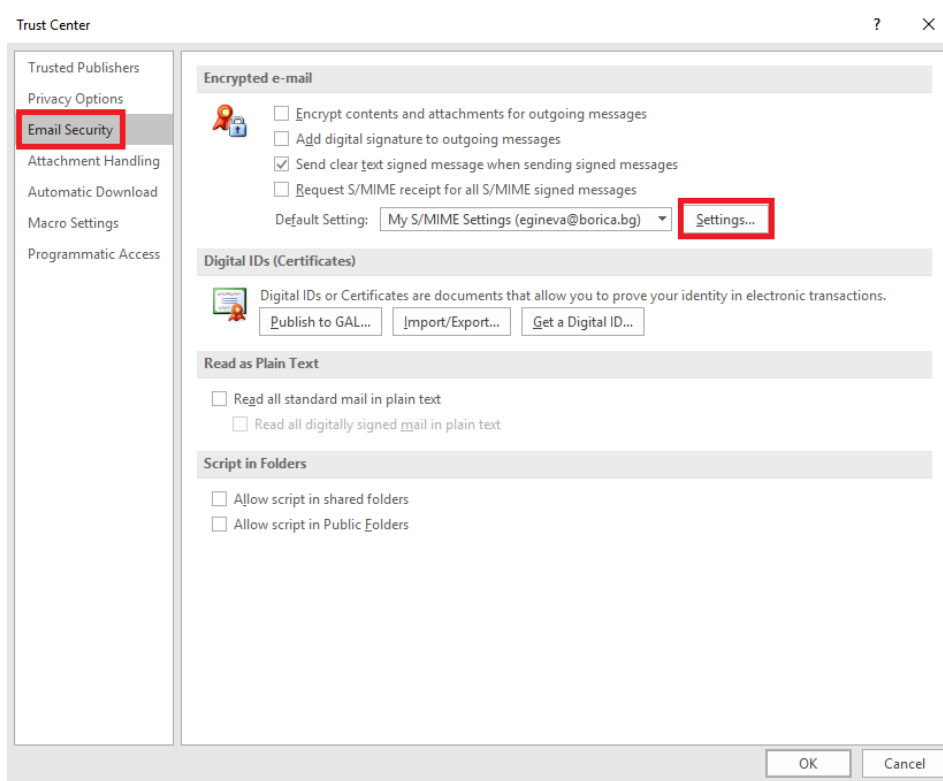 Trust Center
?
Trusted Publishers
Privacy Options
Email Security
Attachment Handling
Automatic Download
Macro Settings
Programmatic Access
Encrypted e-mail
Encrypt contents and attachments for outgoing messages
Add digital signature to outgoing messages
Send clear text signed message when sending signed messages
Request S/MIME receipt for all S/MIME signed messages
Default Setting: My S/MIME Settings (egineva@borica.bg) Settings...
Digital IDs (Certificates)
Digital IDs or Certificates are documents that allow you to prove your identity in electronic transactions.
Publish to GAL... Import/Export... Get a Digital ID...
Read as Plain Text
Read all standard mail in plain text
Read all digitally signed mail in plain text
Script in Folders
Allow script in shared folders
Allow script in Public Folders
OK Cancel